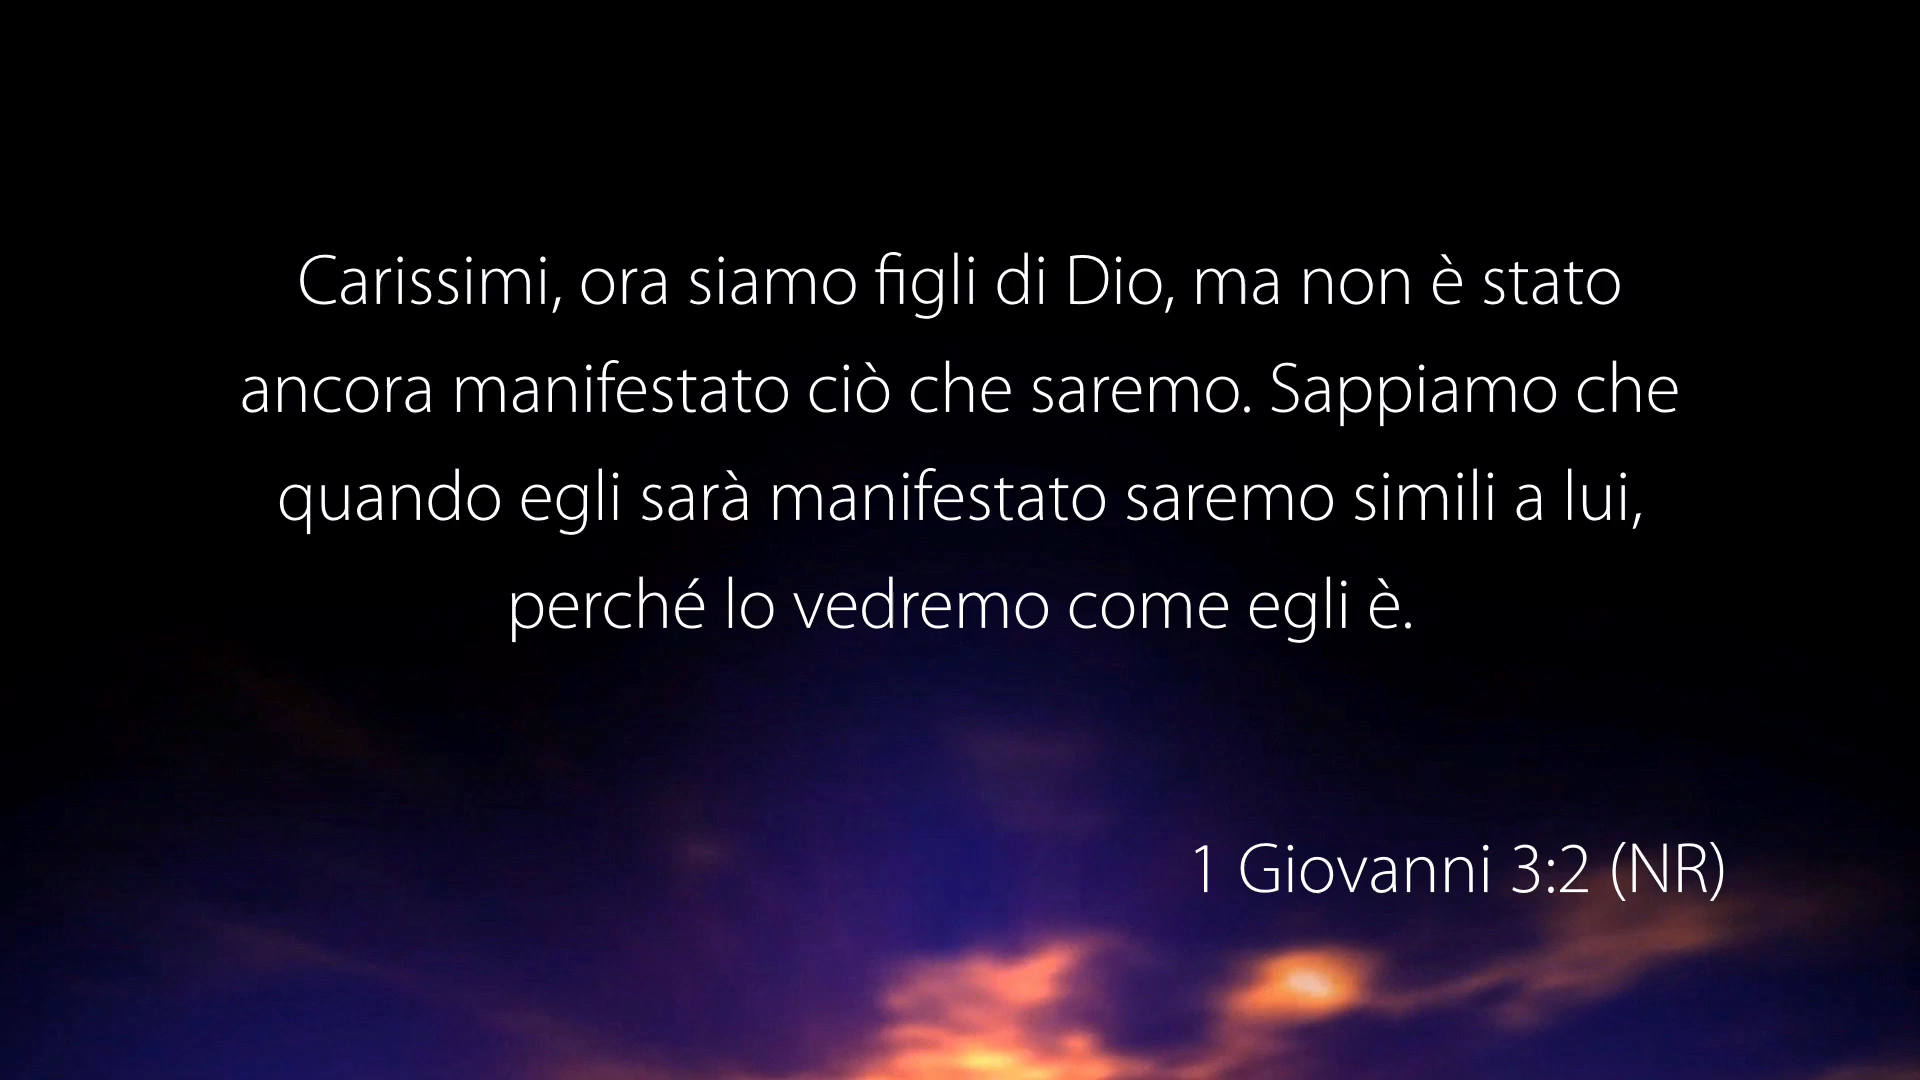 Carissimi, ora siamo figli di Dio, ma non è stato
ancora manifestato ciò che saremo. Sappiamo che
quando egli sarà manifestato saremo simili a lui,
perché lo vedremo come egli è.
1 Giovanni 3:2 (NR)